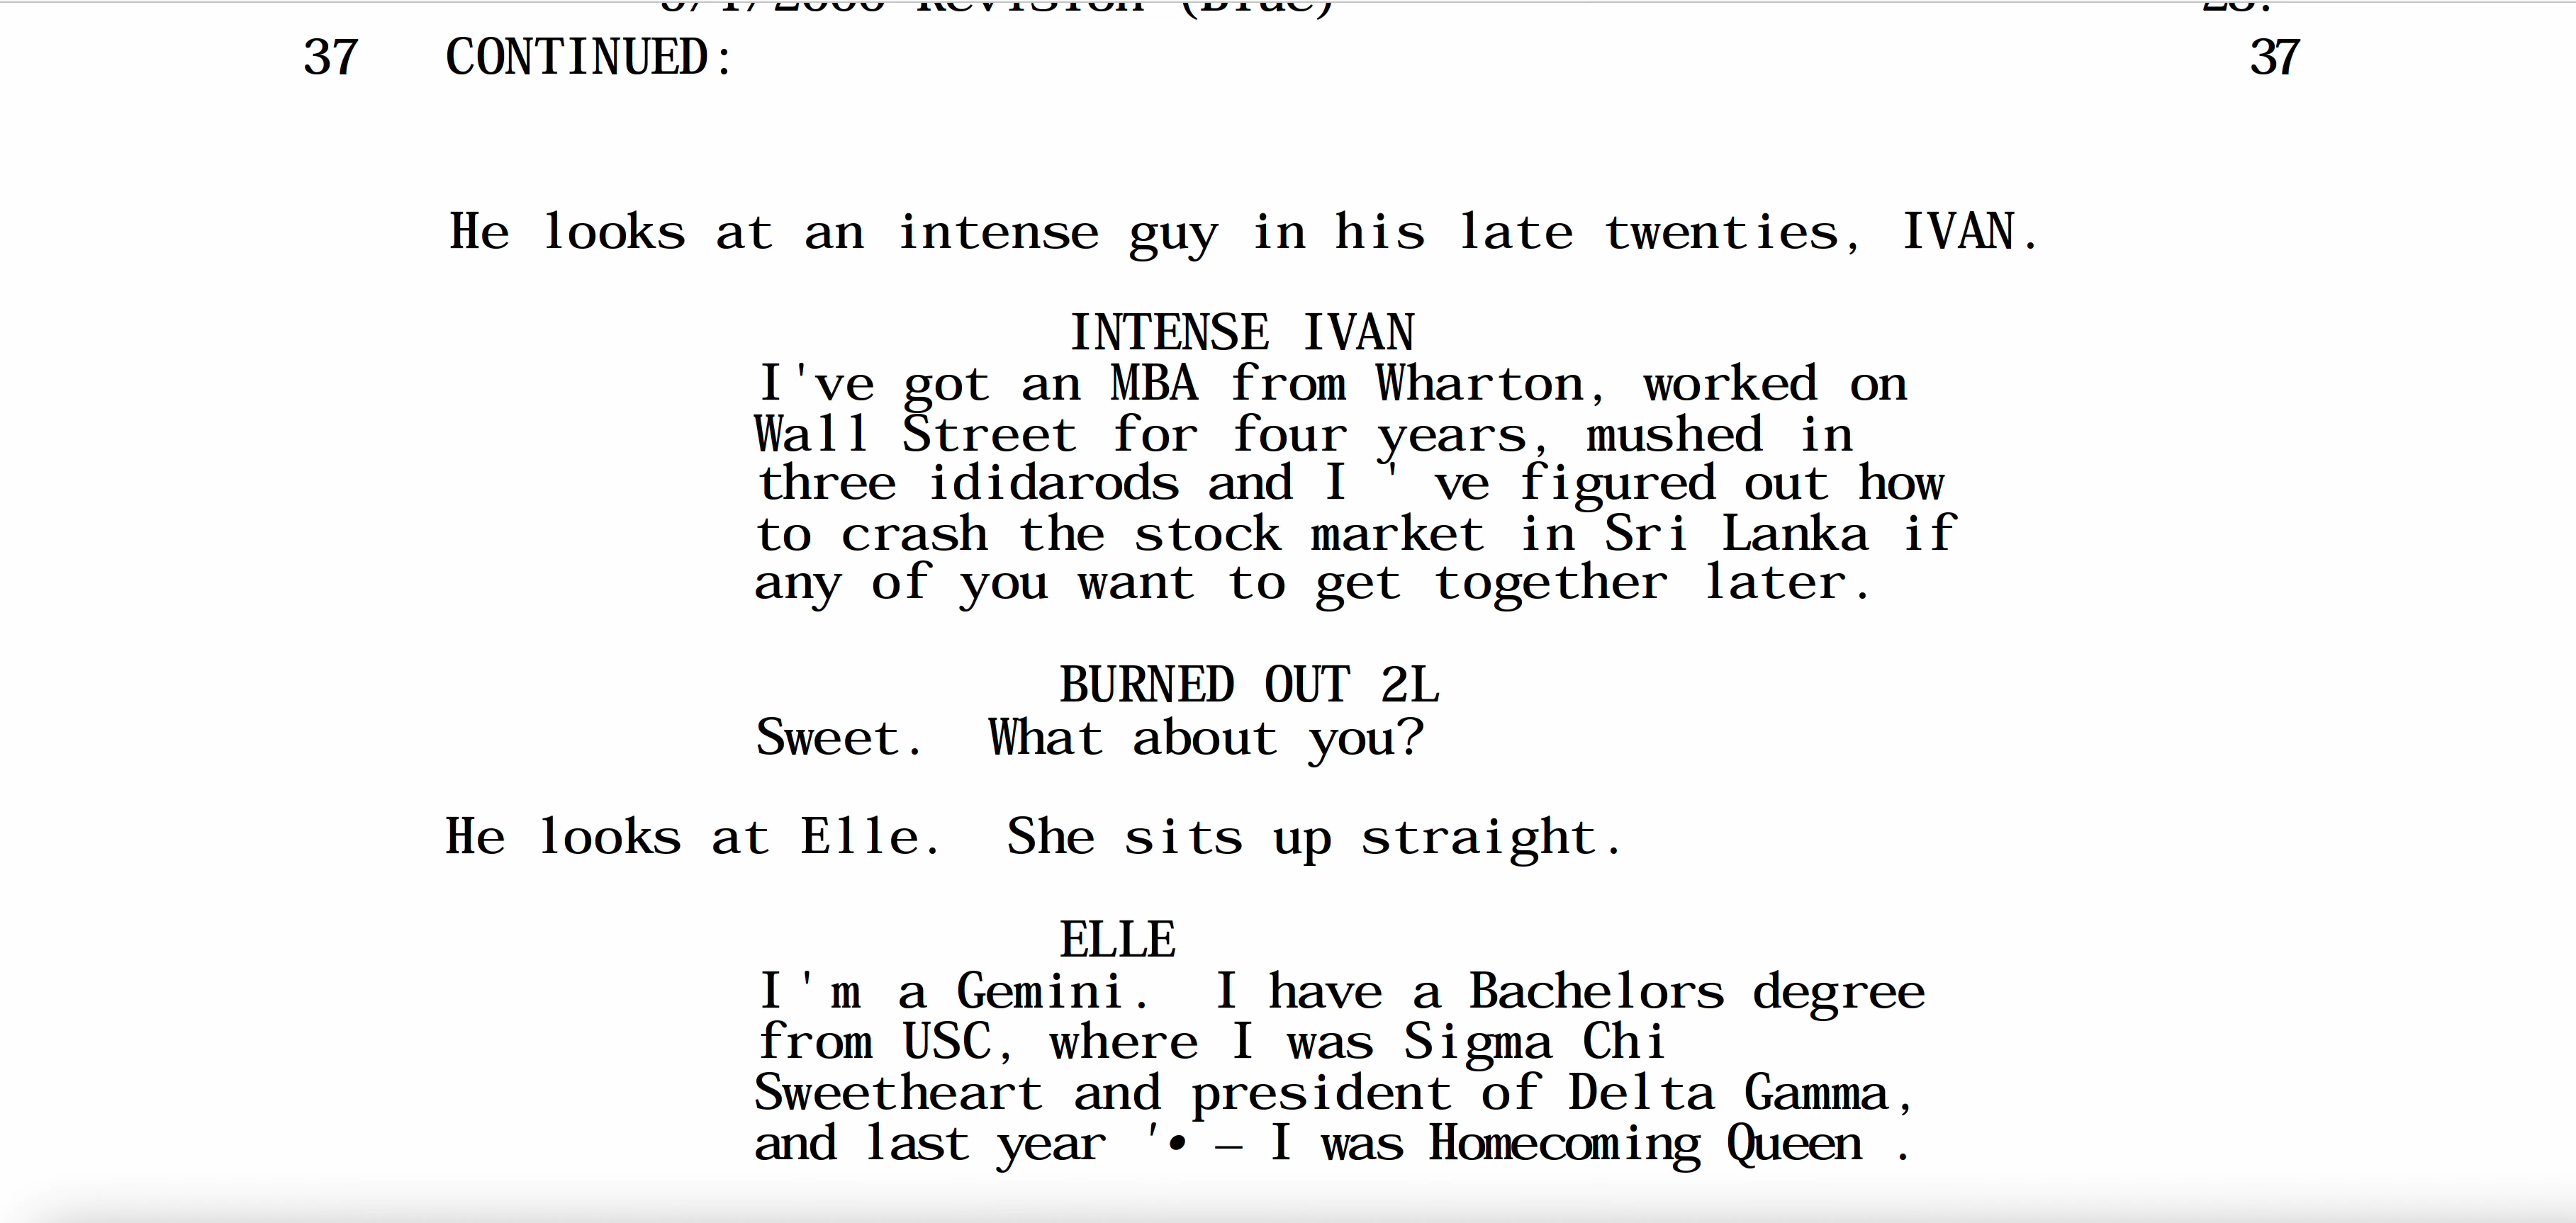 37 CONTINUED: 37
He looks at an intense guy in his late twenties, IVAN.
INTENSE IVAN
I've got an MBA from Wharton, worked on
Wall Street for four years, mushed in
three ididarods and I ' ve figured out how
to crash the stock market in Sri Lanka if
any of you want to get together later.
BURNED OUT 2L
Sweet. What about you?
He looks at Elle. She sits up straight.
ELLE
I'm a Gemini. I have a Bachelors degree
from USC, where I was Sigma Chi
Sweetheart and president of Delta Gamma,
and last year '• – I was Homecoming Queen .